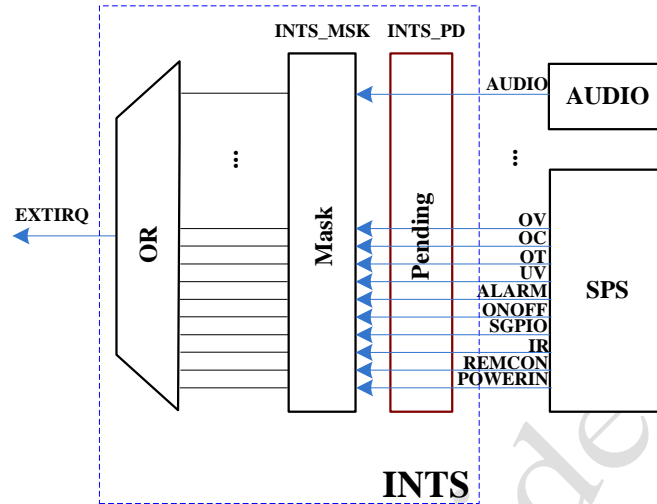 INTS_MSK INTS_PD
AUDIO
AUDIO
...
...
EXTIRQ
OR
Mask
Pending
OV
OC
OT
UV
ALARM
ONOFF
SGPIO
IR
REMCON
POWERIN
SPS
INTS